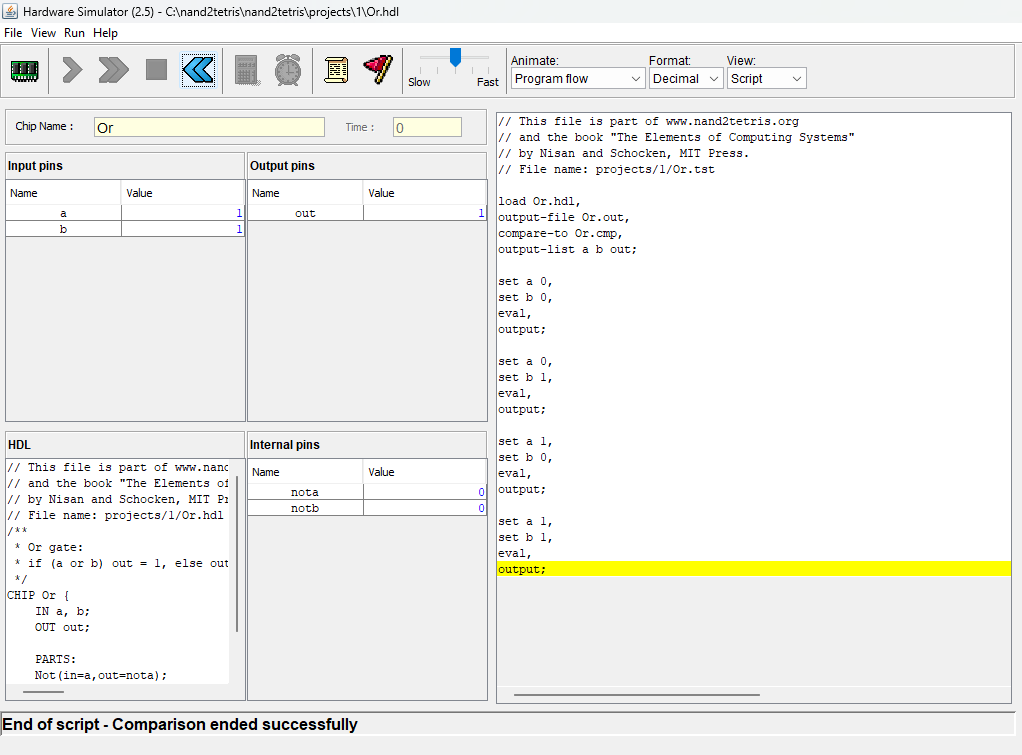 Hardware Simulator (2.5) - C:\nand2tetris\nand2tetris\projects\1\Or.hdl
File View Run Help
Slow Fast
Animate: Format: View:
Program flow Decimal Script
Chip Name : Or Time : 0
Input pins
Name Value
a 1
b 1
Output pins
Name Value
out 1
HDL
// This file is part of www.nand
// and the book "The Elements of
// by Nisan and Schocken, MIT Pr
// File name: projects/1/Or.hdl
/**
* Or gate:
* if (a or b) out = 1, else out
*/
CHIP Or {
IN a, b;
OUT out;
PARTS:
Not(in=a,out=nota);
Internal pins
Name Value
nota 0
notb 0
// This file is part of www.nand2tetris.org
// and the book "The Elements of Computing Systems"
// by Nisan and Schocken, MIT Press.
// File name: projects/1/Or.tst
load Or.hdl,
output-file Or.out,
compare-to Or.cmp,
output-list a b out;
set a 0,
set b 0,
eval,
output;
set a 0,
set b 1,
eval,
output;
set a 1,
set b 0,
eval,
output;
set a 1,
set b 1,
eval,
output;
End of script - Comparison ended successfully